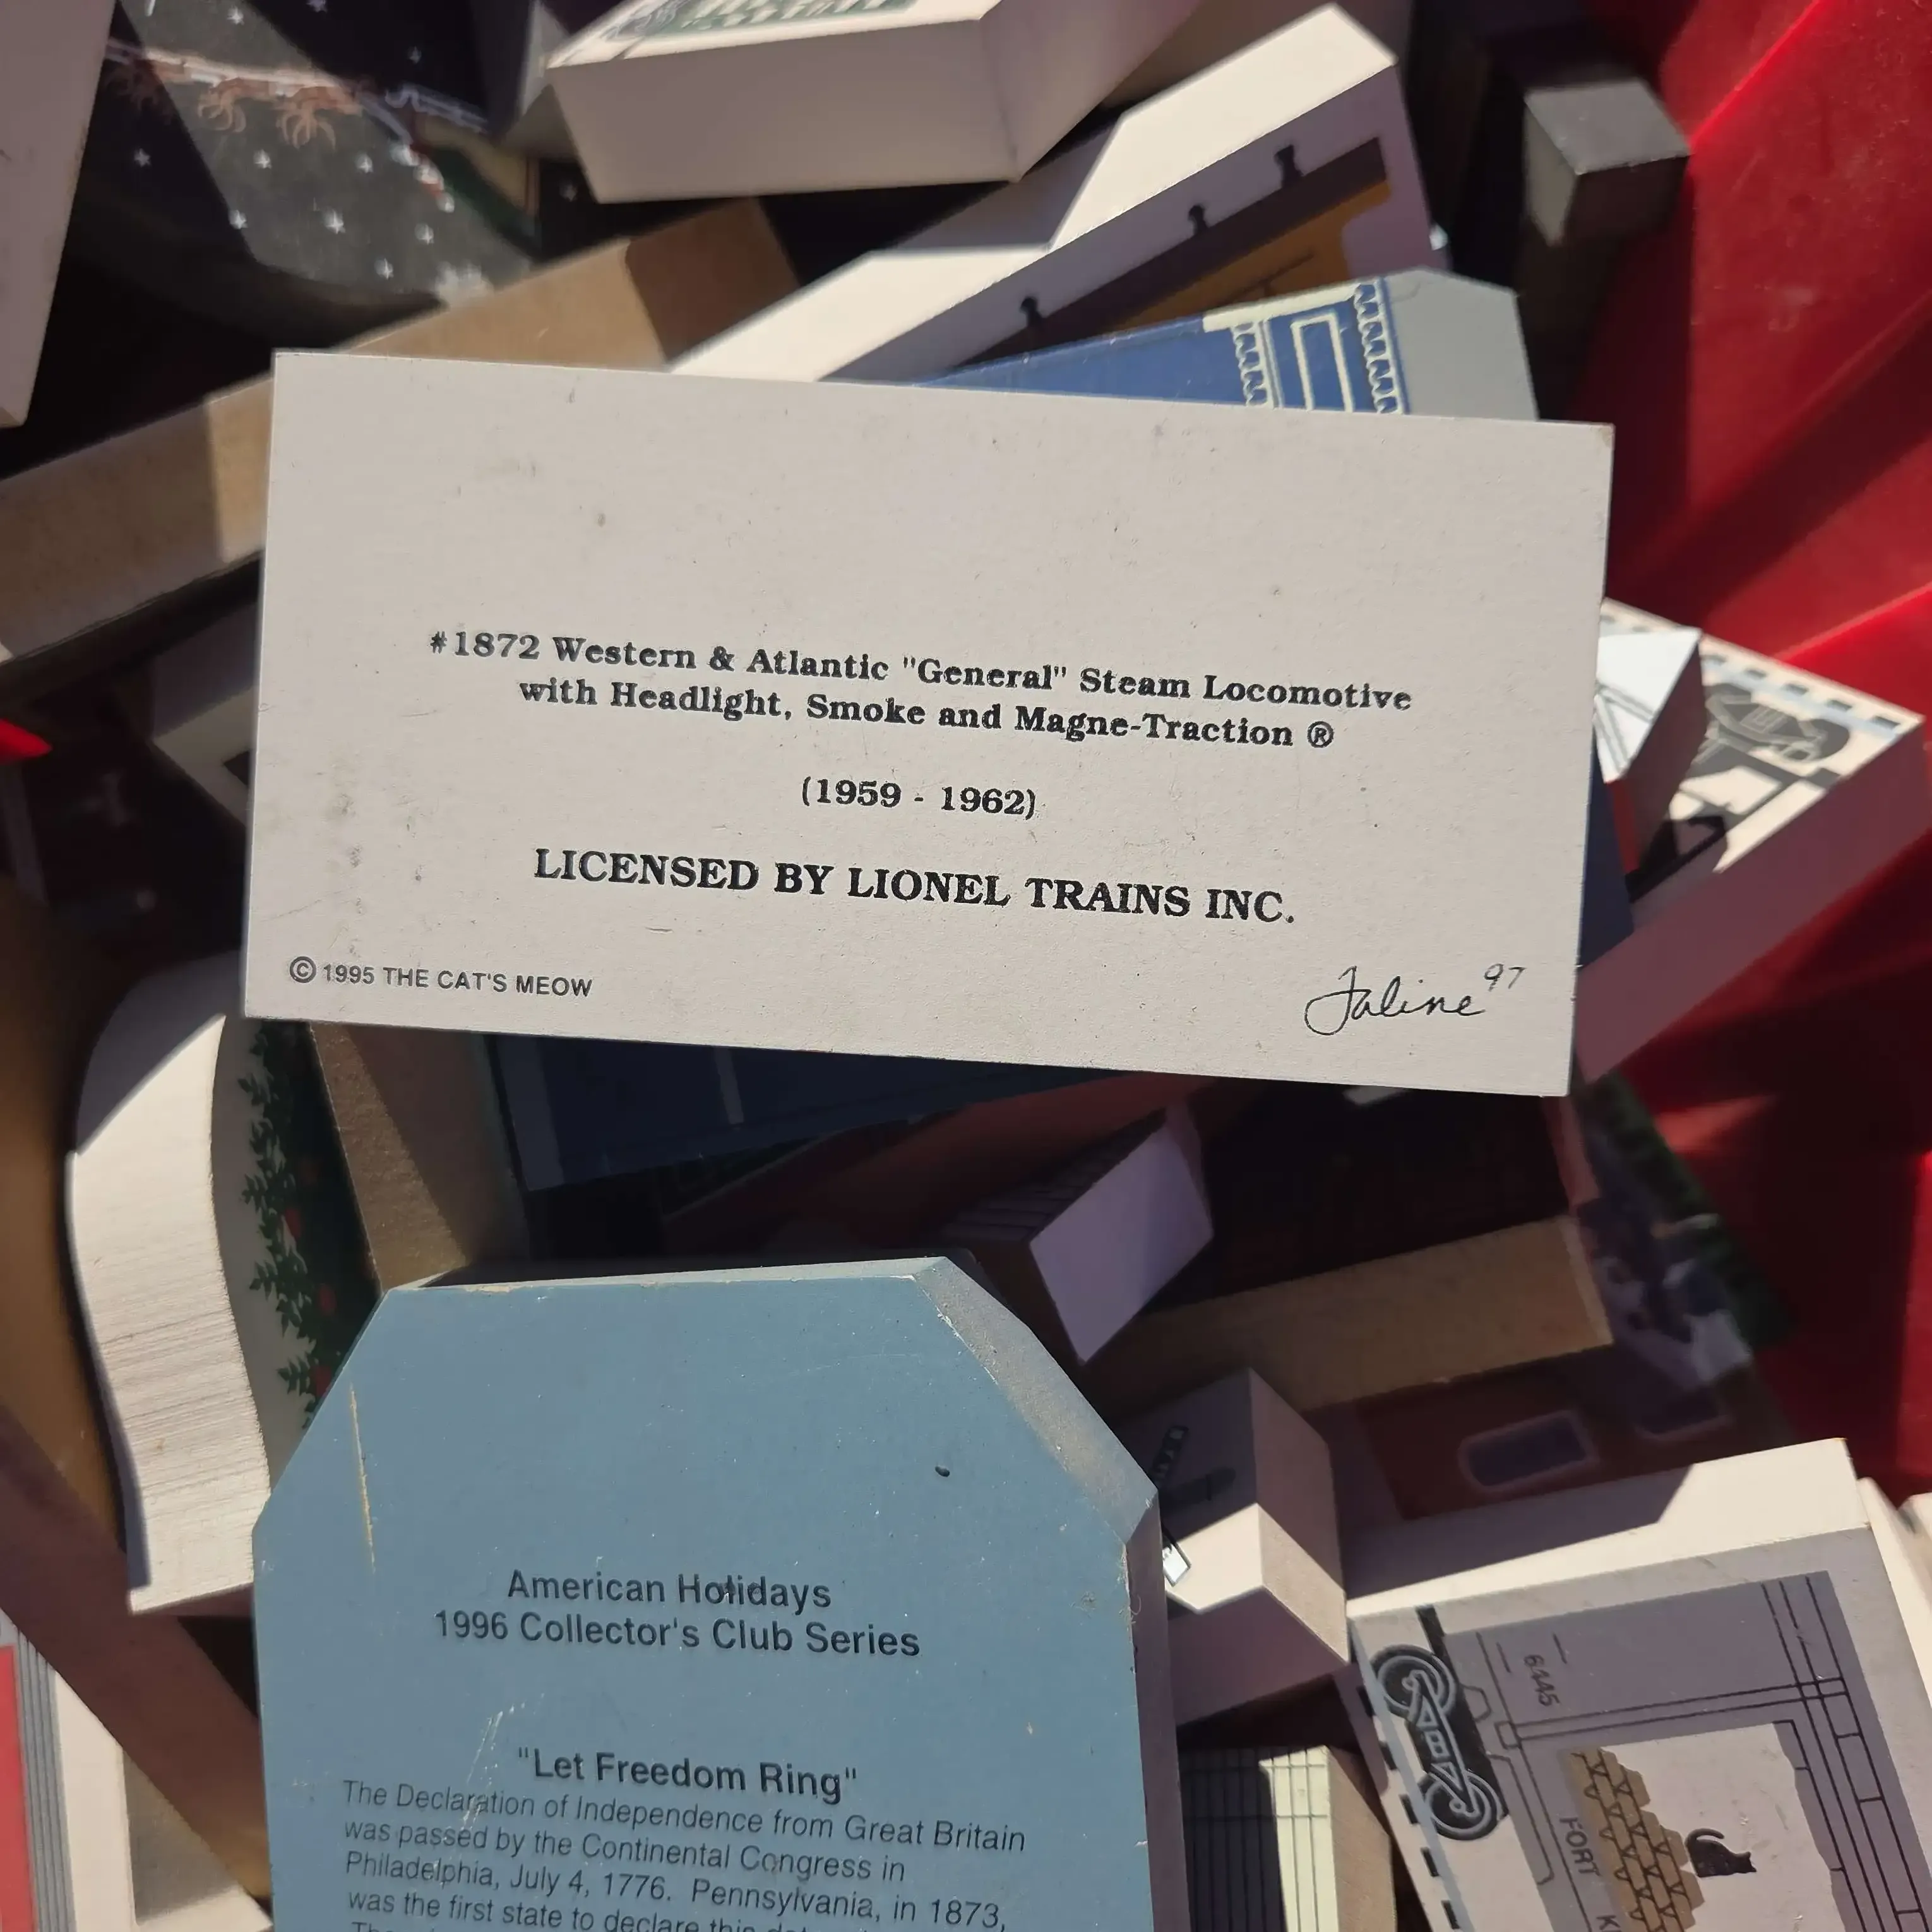 #1872 Western & Atlantic "General" Steam Locomotive
with Headlight, Smoke and Magne-Traction ®
(1959 - 1962)
LICENSED BY LIONEL TRAINS INC.
© 1995 THE CAT'S MEOW
Faline 97
American Holidays
1996 Collector's Club Series
"Let Freedom Ring"
The Declaration of Independence from Great Britain
was passed by the Continental Congress in
Philadelphia, July 4, 1776. Pennsylvania, in 1873,
was the first state to declare this
6445
FORT K